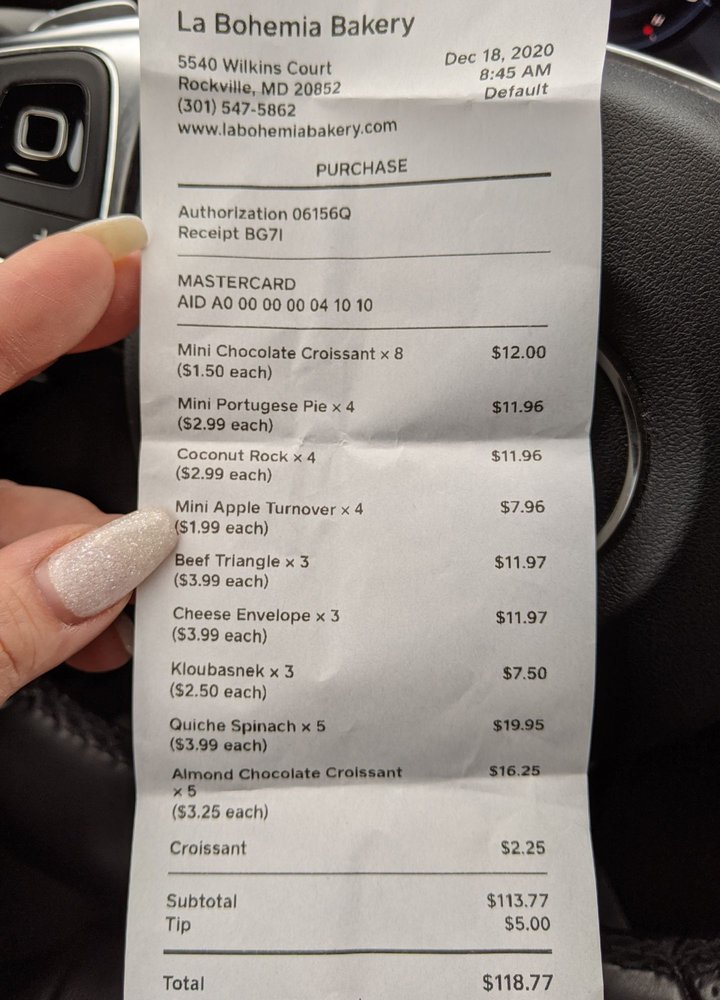 La Bohemia Bakery
5540 Wilkins Court
Rockville, MD 20852
(301) 547-5862
www.labohemiabakery.com
Dec 18, 2020
8:45 AM
Default
PURCHASE
Authorization 06156Q
Receipt BG7I
MASTERCARD
AID A0 00 00 00 04 10 10
Mini Chocolate Croissant x 8 $12.00
($1.50 each)
Mini Portugese Pie x 4 $11.96
($2.99 each)
Coconut Rock x 4 $11.96
($2.99 each)
Mini Apple Turnover x 4 $7.96
($1.99 each)
Beef Triangle x 3 $11.97
($3.99 each)
Cheese Envelope x 3 $11.97
($3.99 each)
Kloubasnek x 3 $7.50
($2.50 each)
Quiche Spinach x 5 $19.95
($3.99 each)
Almond Chocolate Croissant $16.25
x 5
($3.25 each)
Croissant $2.25
Subtotal $113.77
Tip $5.00
Total $118.77